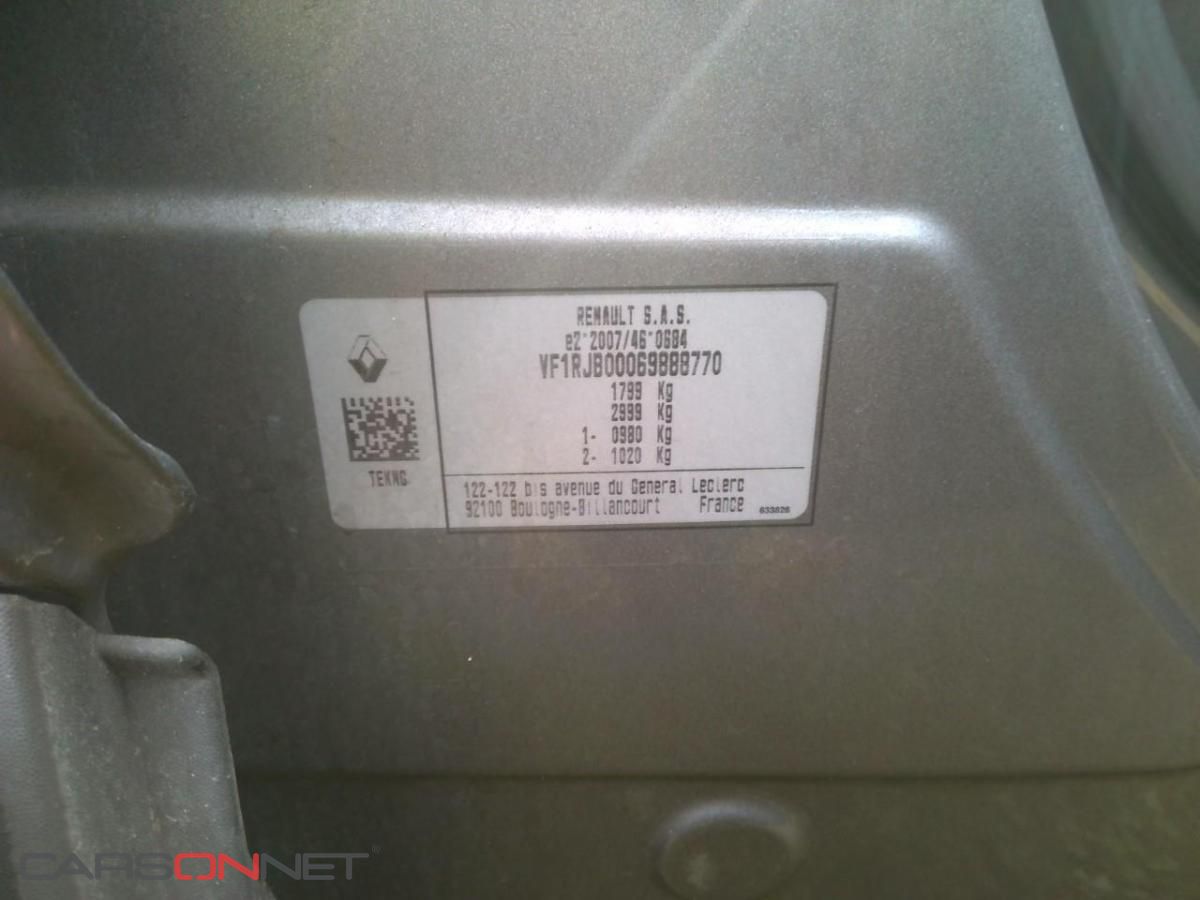 RENAULT S.A.S.
e2*2007/46*0684
VF1RJB00069888770
1799 Kg
2999 Kg
1- 0980 Kg
2- 1020 Kg
TEKNG
122-122 bis avenue du General Leclerc
92100 Boulogne-Billancourt France
633826
CARSONNET